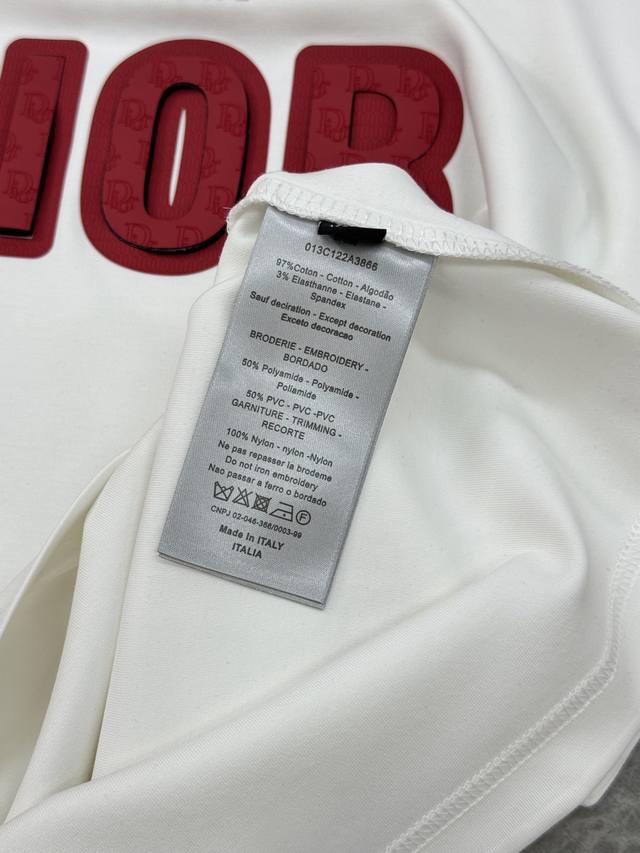 IOR
013C122A3866
97%Coton - Cotton - Algodão
3% Elasthanne - Elastane -
Spandex
Sauf deciration - Except decoration
Exceto decoracao
BRODERIE - EMBROIDERY -
BORDADO
50% Polyamide - Polyamide -
Poliamide
50% PVC - PVC -PVC
GARNITURE - TRIMMING -
RECORTE
100% Nylon - nylon -Nylon
Ne pas repasser la broderne
Do not iron embroidery
Nao passar a ferro o bordado
F
CNPJ 02-046-366/0003-99
Made in ITALY
ITALIA